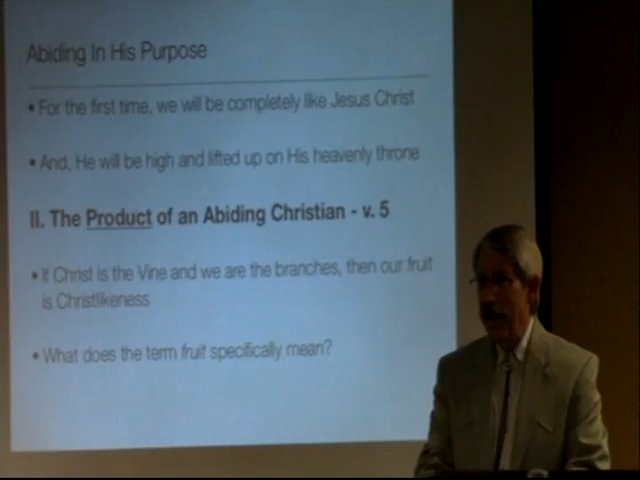 Abiding In His Purpose
• For the first time, we will be completely like Jesus Christ
• And, He will be high and lifted up on His heavenly throne
II. The Product of an Abiding Christian - v. 5
• If Christ is the Vine and we are the branches, then our fruit
is Christlikeness
• What does the term fruit specifically mean?